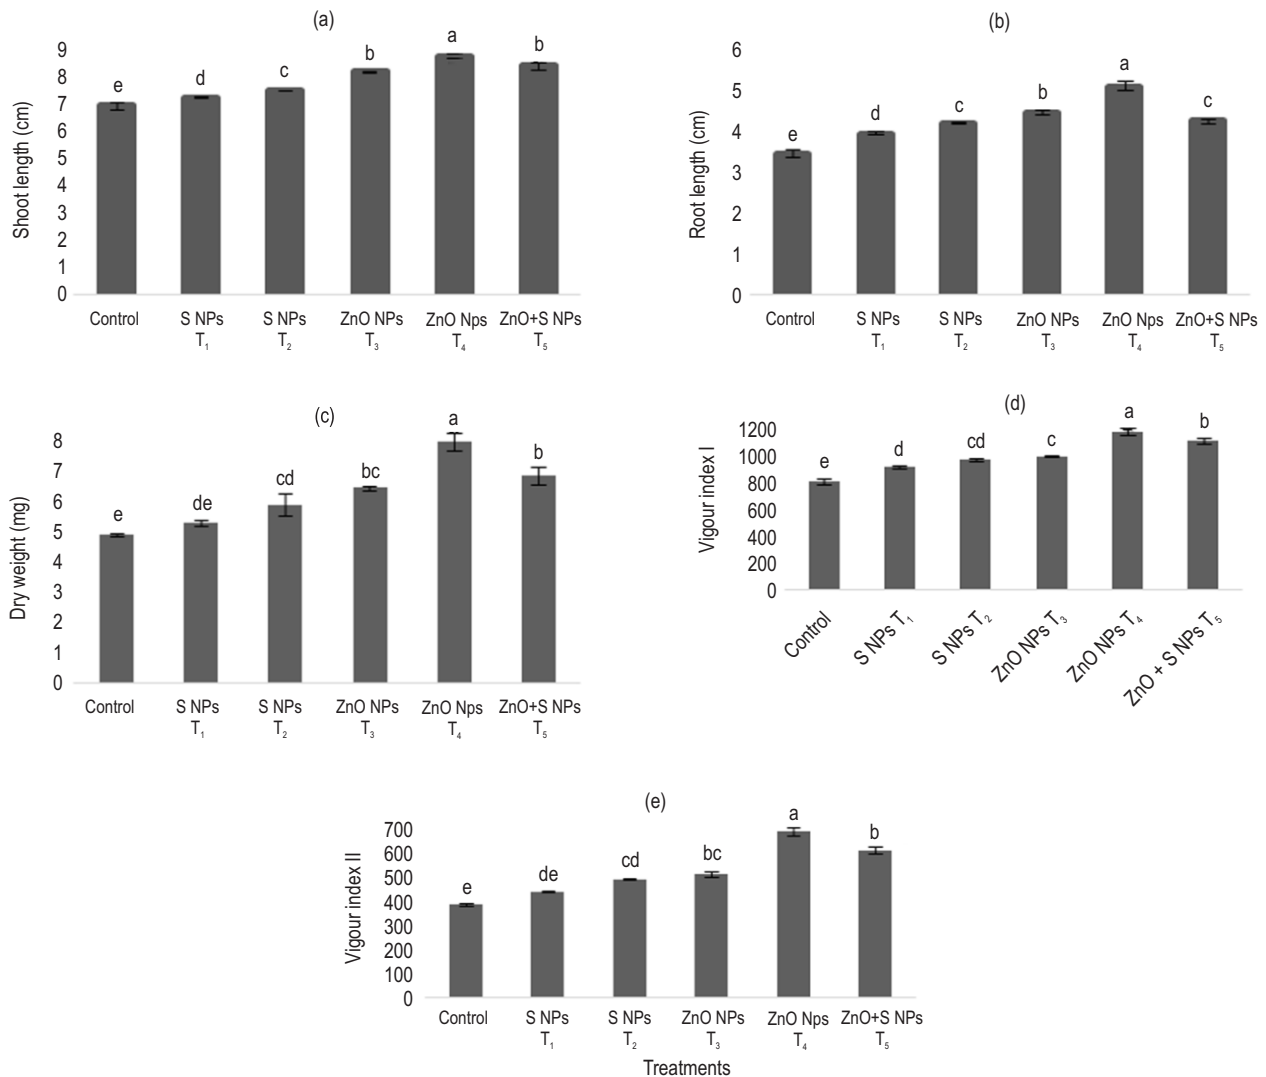 (a)
Shoot length (cm)
9
8
7
6
5
4
3
2
1
0
e
d
c
b
a
b
Control
S NPs
T1
S NPs
T2
ZnO NPs
T3
ZnO Nps
T4
ZnO+S NPs
T5
(b)
Root length (cm)
6
5
4
3
2
1
0
e
d
c
b
a
c
Control
S NPs
T1
S NPs
T2
ZnO NPs
T3
ZnO Nps
T4
ZnO+S NPs
T5
(c)
Dry weight (mg)
8
7
6
5
4
3
2
1
0
e
de
cd
bc
a
b
Control
S NPs
T1
S NPs
T2
ZnO NPs
T3
ZnO Nps
T4
ZnO+S NPs
T5
(d)
Vigour index I
1200
1000
800
600
400
200
0
e
d
cd
c
a
b
Control
S NPs T1
S NPs T2
ZnO NPs T3
ZnO NPs T4
ZnO + S NPs T5
(e)
Vigour index II
700
600
500
400
300
200
100
0
e
de
cd
bc
a
b
Control
S NPs
T1
S NPs
T2
ZnO NPs
T3
ZnO Nps
T4
ZnO+S NPs
T5
Treatments